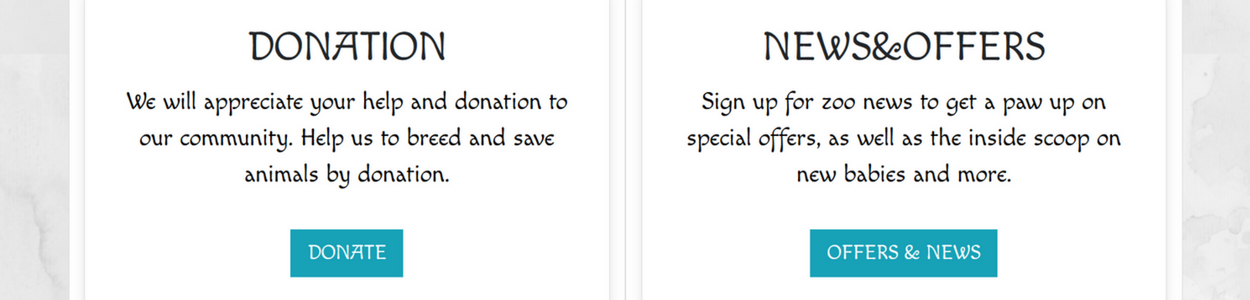 DONATION
We will appreciate your help and donation to
our community. Help us to breed and save
animals by donation.
DONATE
NEWS&OFFERS
Sign up for zoo news to get a paw up on
special offers, as well as the inside scoop on
new babies and more.
OFFERS & NEWS